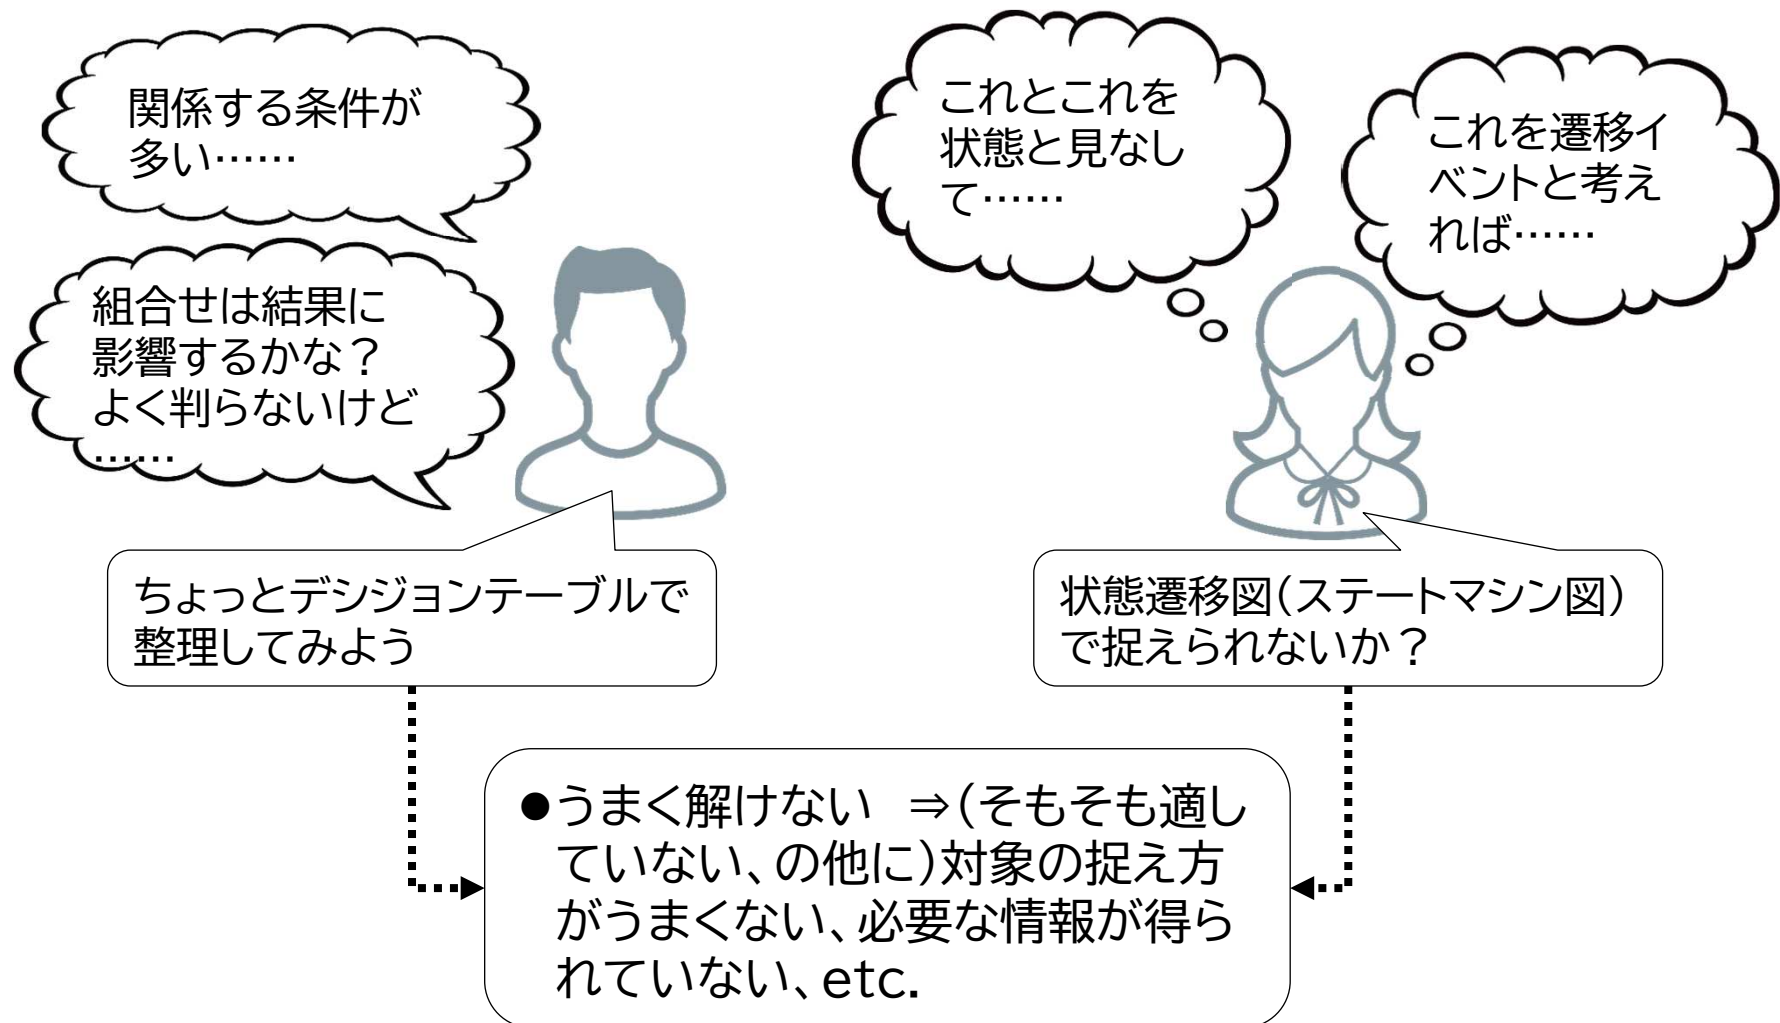 関係する条件が
多い……
組合せは結果に
影響するかな？
よく判らないけど
……
ちょっとデシジョンテーブルで
整理してみよう
これとこれを
状態と見なし
て……
これを遷移イ
ベントと考え
れば……
状態遷移図（ステートマシン図）
で捉えられないか？
●うまく解けない　⇒（そもそも適し
ていない、の他に）対象の捉え方
がうまくない、必要な情報が得ら
れていない、etc.